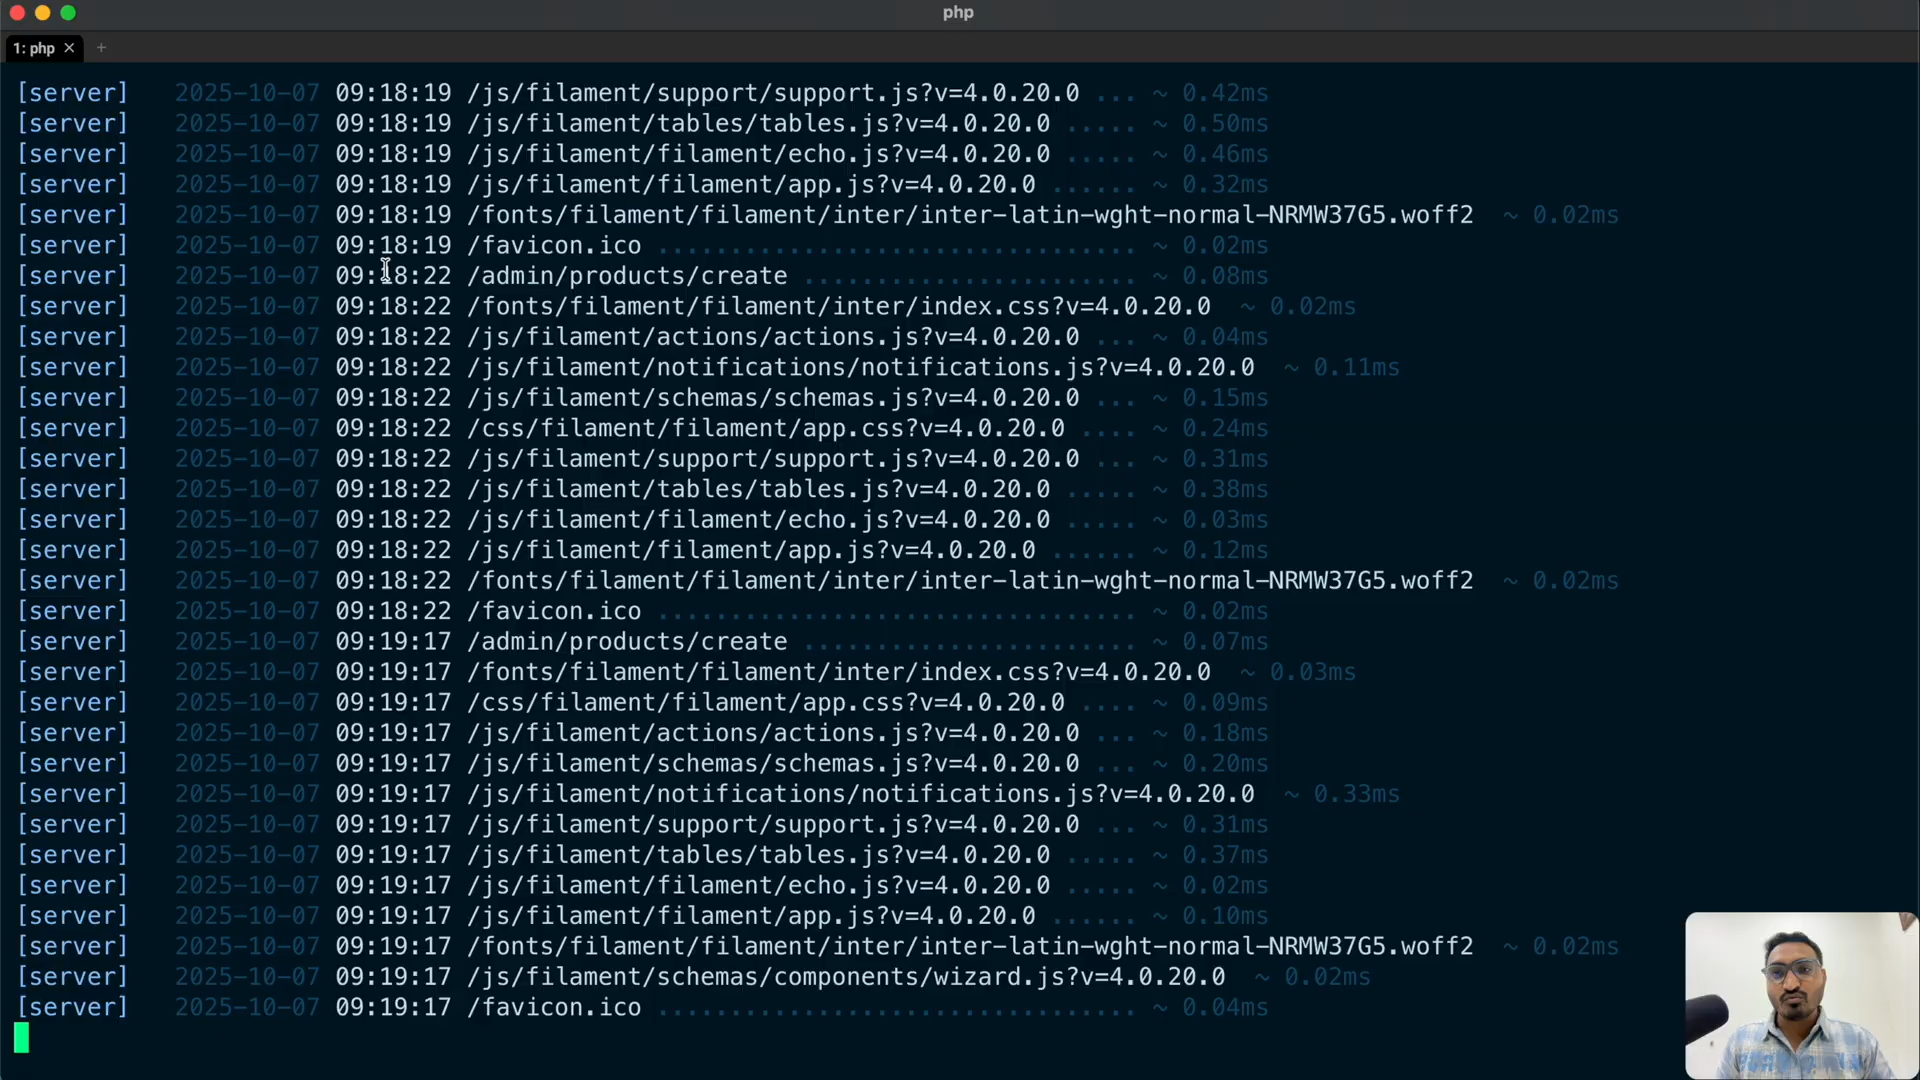 php
1: php × +
[server] 2025-10-07 09:18:19 /js/filament/support/support.js?v=4.0.20.0 ... ~ 0.42ms
[server] 2025-10-07 09:18:19 /js/filament/tables/tables.js?v=4.0.20.0 ..... ~ 0.50ms
[server] 2025-10-07 09:18:19 /js/filament/filament/echo.js?v=4.0.20.0 ..... ~ 0.46ms
[server] 2025-10-07 09:18:19 /js/filament/filament/app.js?v=4.0.20.0 ...... ~ 0.32ms
[server] 2025-10-07 09:18:19 /fonts/filament/filament/inter/inter-latin-wght-normal-NRMW37G5.woff2 ~ 0.02ms
[server] 2025-10-07 09:18:19 /favicon.ico ................................. ~ 0.02ms
[server] 2025-10-07 09:18:22 /admin/products/create ....................... ~ 0.08ms
[server] 2025-10-07 09:18:22 /fonts/filament/filament/inter/index.css?v=4.0.20.0 ~ 0.02ms
[server] 2025-10-07 09:18:22 /js/filament/actions/actions.js?v=4.0.20.0 ... ~ 0.04ms
[server] 2025-10-07 09:18:22 /js/filament/notifications/notifications.js?v=4.0.20.0 ~ 0.11ms
[server] 2025-10-07 09:18:22 /js/filament/schemas/schemas.js?v=4.0.20.0 ... ~ 0.15ms
[server] 2025-10-07 09:18:22 /css/filament/filament/app.css?v=4.0.20.0 .... ~ 0.24ms
[server] 2025-10-07 09:18:22 /js/filament/support/support.js?v=4.0.20.0 ... ~ 0.31ms
[server] 2025-10-07 09:18:22 /js/filament/tables/tables.js?v=4.0.20.0 ..... ~ 0.38ms
[server] 2025-10-07 09:18:22 /js/filament/filament/echo.js?v=4.0.20.0 ..... ~ 0.03ms
[server] 2025-10-07 09:18:22 /js/filament/filament/app.js?v=4.0.20.0 ...... ~ 0.12ms
[server] 2025-10-07 09:18:22 /fonts/filament/filament/inter/inter-latin-wght-normal-NRMW37G5.woff2 ~ 0.02ms
[server] 2025-10-07 09:18:22 /favicon.ico ................................. ~ 0.02ms
[server] 2025-10-07 09:19:17 /admin/products/create ....................... ~ 0.07ms
[server] 2025-10-07 09:19:17 /fonts/filament/filament/inter/index.css?v=4.0.20.0 ~ 0.03ms
[server] 2025-10-07 09:19:17 /css/filament/filament/app.css?v=4.0.20.0 .... ~ 0.09ms
[server] 2025-10-07 09:19:17 /js/filament/actions/actions.js?v=4.0.20.0 ... ~ 0.18ms
[server] 2025-10-07 09:19:17 /js/filament/schemas/schemas.js?v=4.0.20.0 ... ~ 0.20ms
[server] 2025-10-07 09:19:17 /js/filament/notifications/notifications.js?v=4.0.20.0 ~ 0.33ms
[server] 2025-10-07 09:19:17 /js/filament/support/support.js?v=4.0.20.0 ... ~ 0.31ms
[server] 2025-10-07 09:19:17 /js/filament/tables/tables.js?v=4.0.20.0 ..... ~ 0.37ms
[server] 2025-10-07 09:19:17 /js/filament/filament/echo.js?v=4.0.20.0 ..... ~ 0.02ms
[server] 2025-10-07 09:19:17 /js/filament/filament/app.js?v=4.0.20.0 ...... ~ 0.10ms
[server] 2025-10-07 09:19:17 /fonts/filament/filament/inter/inter-latin-wght-normal-NRMW37G5.woff2 ~ 0.02ms
[server] 2025-10-07 09:19:17 /js/filament/schemas/components/wizard.js?v=4.0.20.0 ~ 0.02ms
[server] 2025-10-07 09:19:17 /favicon.ico ................................. ~ 0.04ms